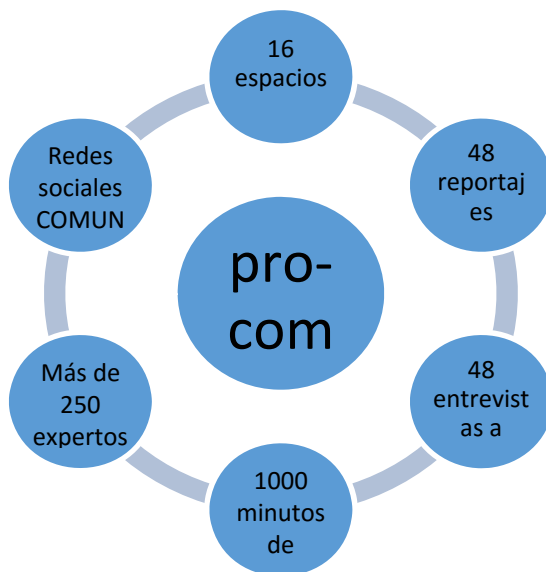 16
espacios
48
reportaj
es
48
entrevist
as a
1000
minutos
de
Más de
250
expertos
Redes
sociales
COMUN
pro-
com